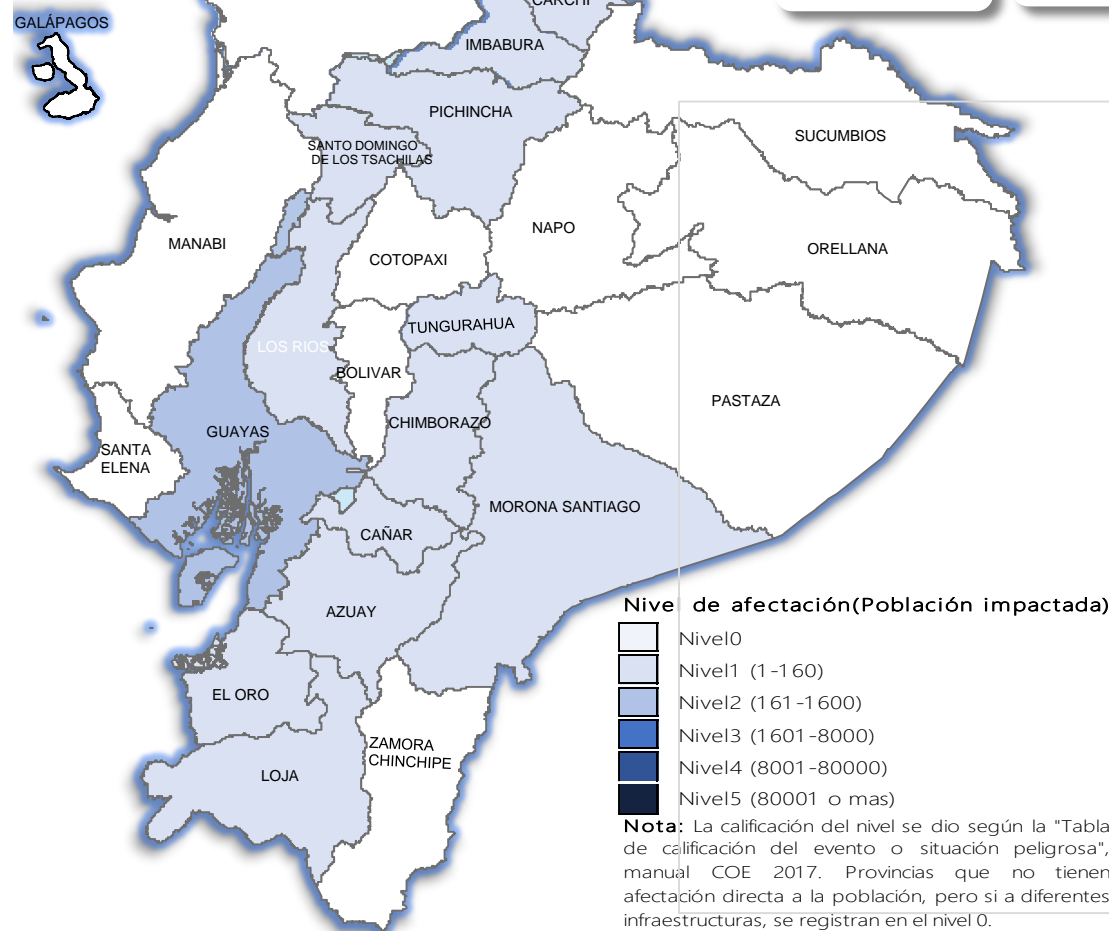 CARCHI
GALÁPAGOS
IMBABURA
PICHINCHA
SUCUMBIOS
SANTO DOMINGO
DE LOS TSACHILAS
NAPO
MANABI
ORELLANA
COTOPAXI
TUNGURAHUA
LOS RIOS
BOLIVAR
PASTAZA
CHIMBORAZO
GUAYAS
SANTA
ELENA
MORONA SANTIAGO
CAÑAR
AZUAY
EL ORO
ZAMORA
CHINCHIPE
LOJA
Nivel de afectación(Población impactada)
Nivel0
Nivel1 (1-160)
Nivel2 (161-1600)
Nivel3 (1601-8000)
Nivel4 (8001-80000)
Nivel5 (80001 o mas)
Nota: La calificación del nivel se dio según la "Tabla
de calificación del evento o situación peligrosa",
manual COE 2017. Provincias que no tienen
afectación directa a la población, pero si a diferentes
infraestructuras, se registran en el nivel 0.